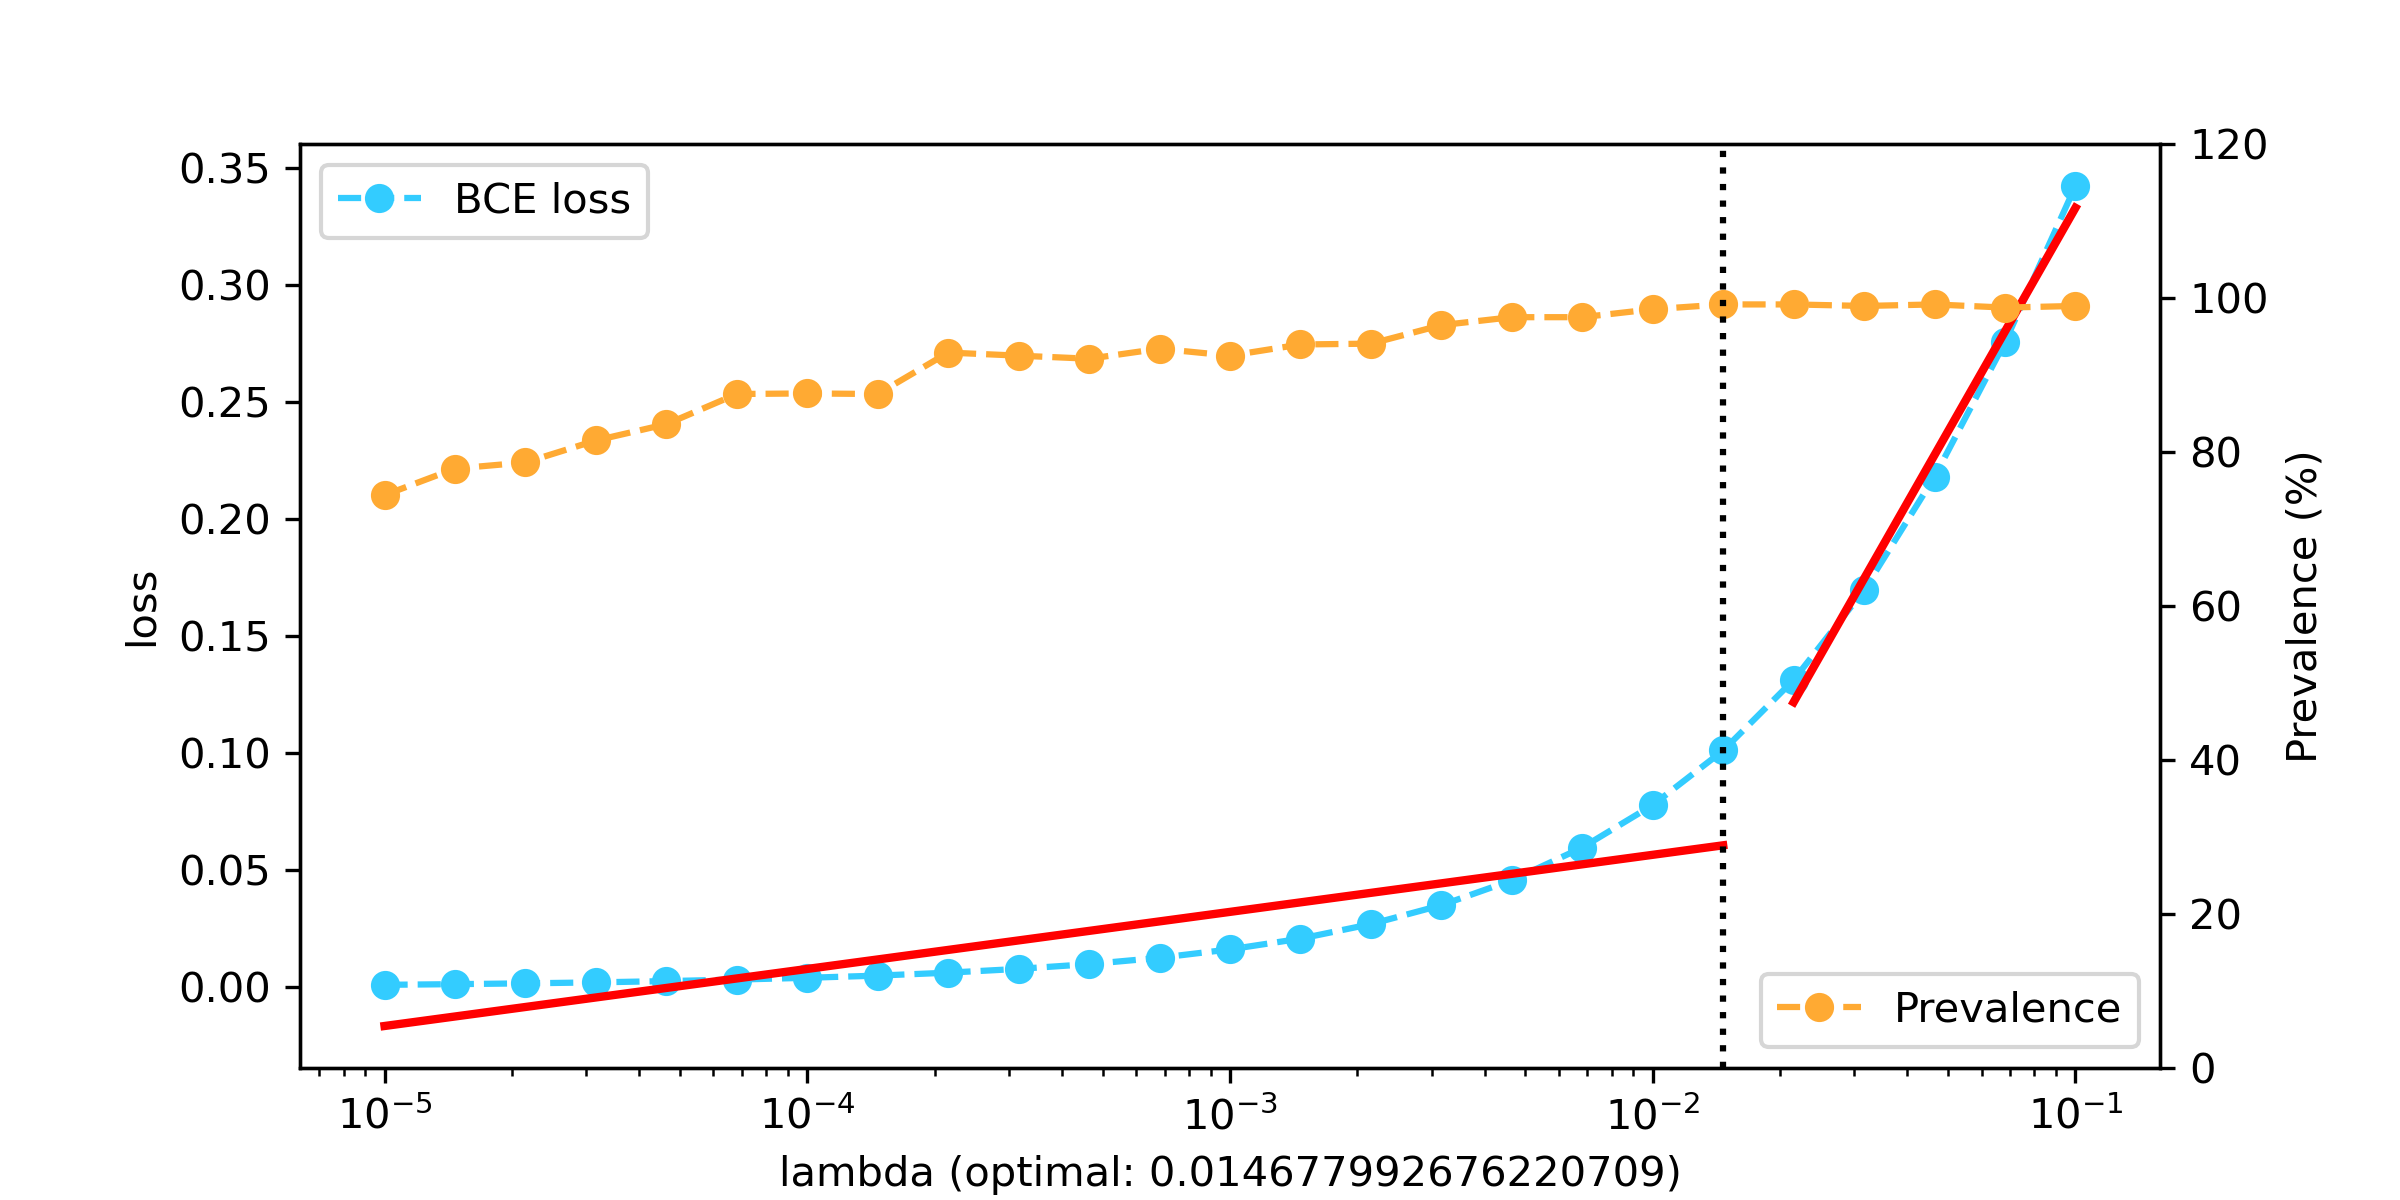 BCE loss
0.35
0.30
0.25
0.20
0.15
0.10
0.05
0.00
loss
120
100
80
60
40
20
0
Prevalence (%)
Prevalence
10⁻⁵ 10⁻⁴ 10⁻³ 10⁻² 10⁻¹
lambda (optimal: 0.014677992676220709)